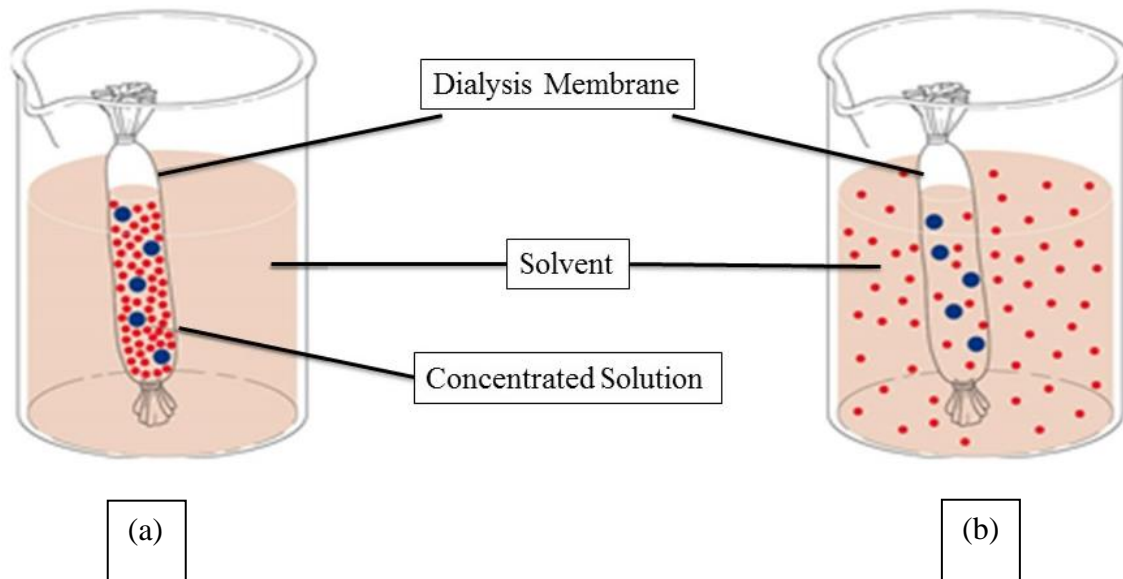 Dialysis Membrane
Solvent
Concentrated Solution
(a)
(b)